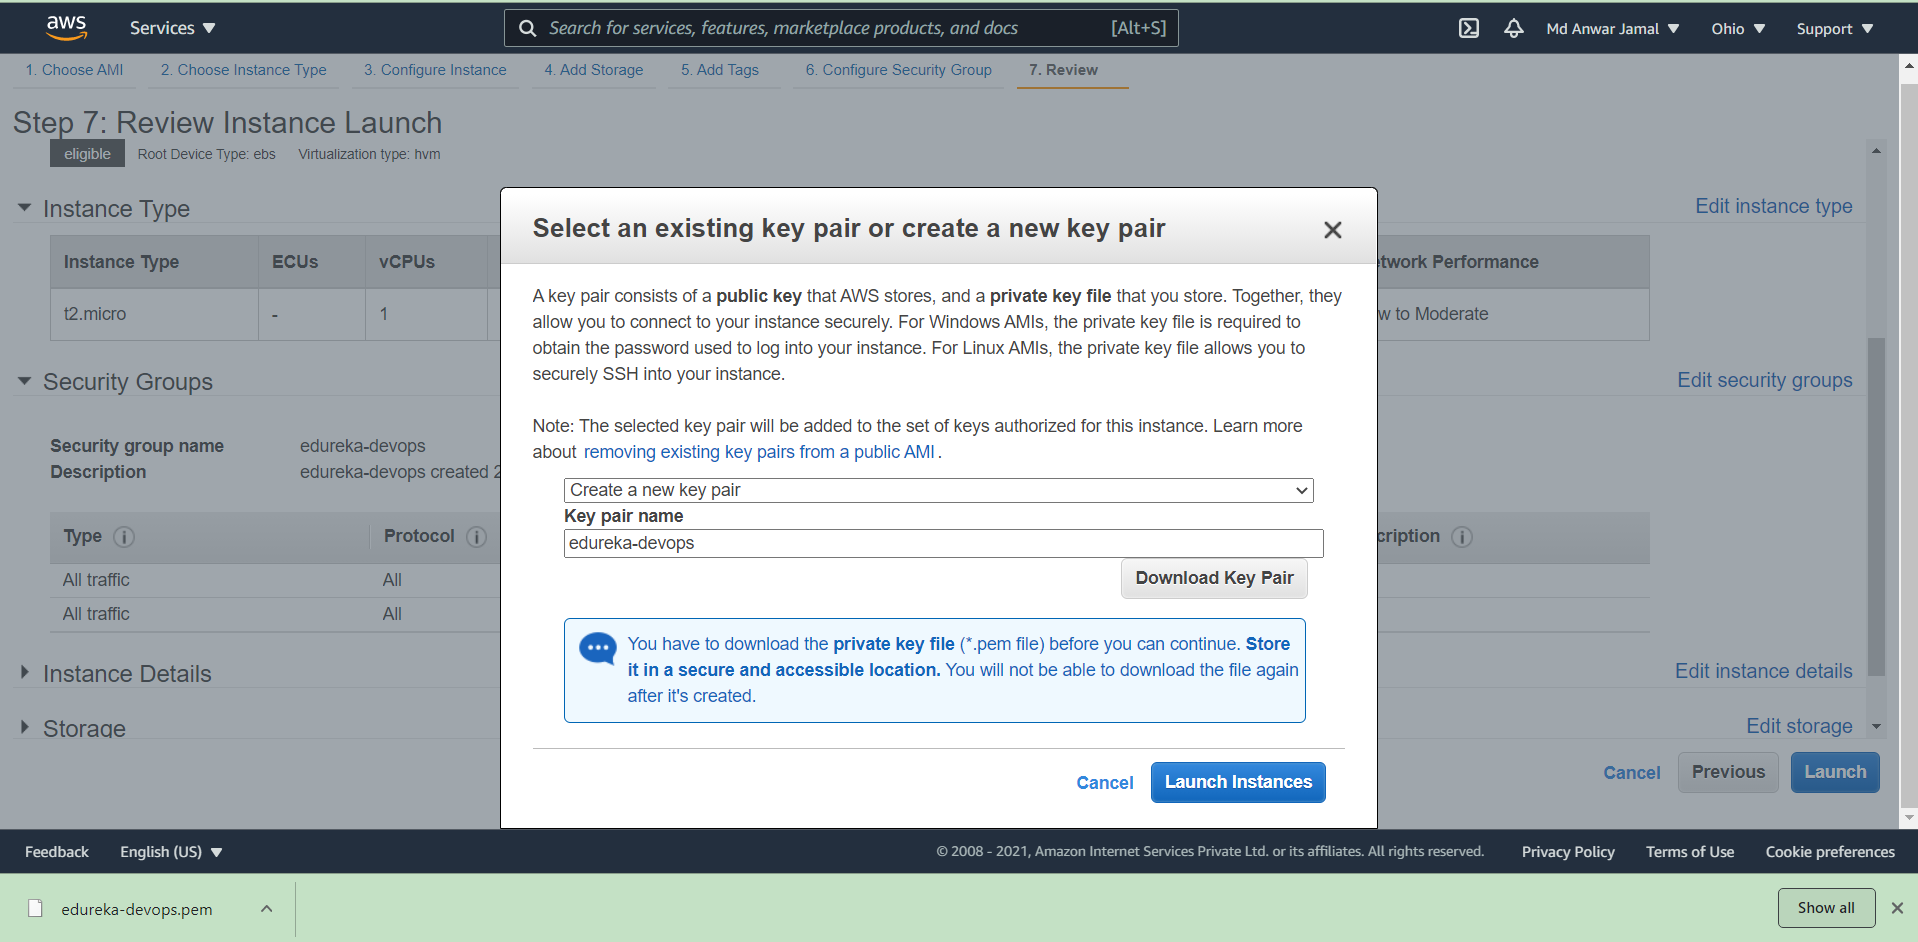 aws
Services
Search for services, features, marketplace products, and docs [Alt+S]
Md Anwar Jamal
Ohio
Support
1. Choose AMI
2. Choose Instance Type
3. Configure Instance
4. Add Storage
5. Add Tags
6. Configure Security Group
7. Review
Step 7: Review Instance Launch
eligible
Root Device Type: ebs
Virtualization type: hvm
Instance Type
Edit instance type
Instance Type
ECUs
vCPUs
twork Performance
t2.micro
-
1
w to Moderate
Security Groups
Edit security groups
Security group name
edureka-devops
Description
edureka-devops created 2
Type
Protocol
cription
All traffic
All
All traffic
All
Instance Details
Edit instance details
Storage
Edit storage
Cancel
Previous
Launch
Select an existing key pair or create a new key pair
A key pair consists of a public key that AWS stores, and a private key file that you store. Together, they
allow you to connect to your instance securely. For Windows AMIs, the private key file is required to
obtain the password used to log into your instance. For Linux AMIs, the private key file allows you to
securely SSH into your instance.
Note: The selected key pair will be added to the set of keys authorized for this instance. Learn more
about removing existing key pairs from a public AMI .
Create a new key pair
Key pair name
edureka-devops
Download Key Pair
You have to download the private key file (*.pem file) before you can continue. Store
it in a secure and accessible location. You will not be able to download the file again
after it's created.
Cancel
Launch Instances
Feedback
English (US)
© 2008 - 2021, Amazon Internet Services Private Ltd. or its affiliates. All rights reserved.
Privacy Policy
Terms of Use
Cookie preferences
edureka-devops.pem
Show all